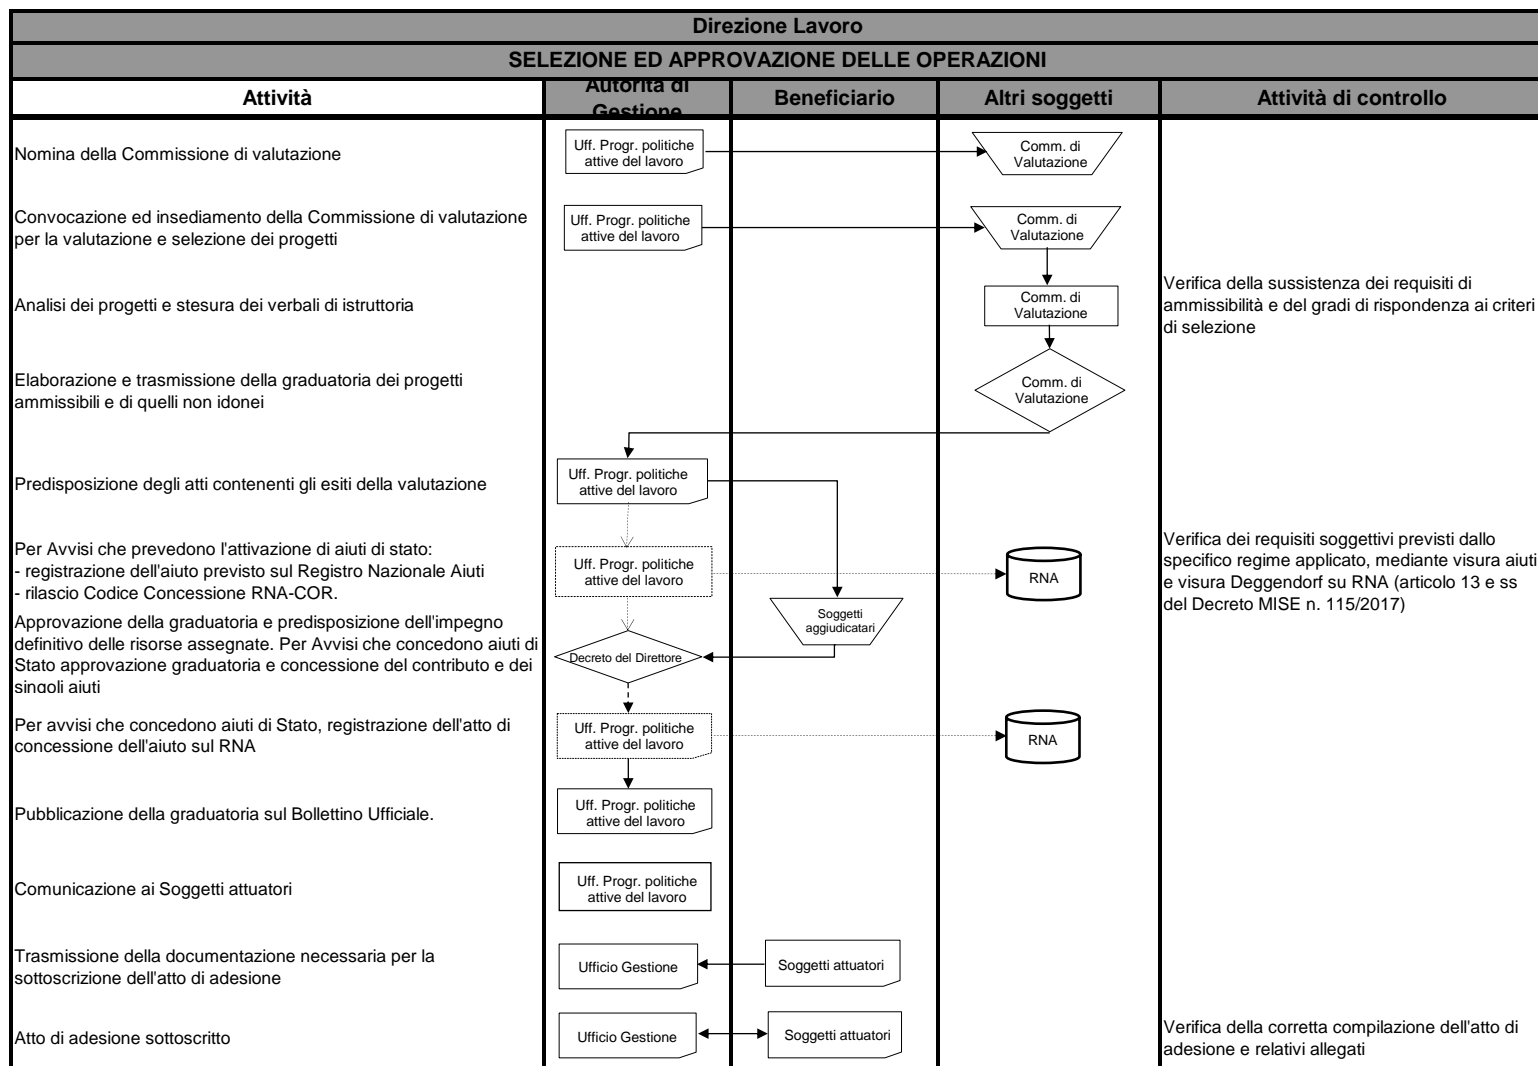 Direzione Lavoro
SELEZIONE ED APPROVAZIONE DELLE OPERAZIONI
Attività
Autorità di
Gestione
Beneficiario
Altri soggetti
Attività di controllo
Nomina della Commissione di valutazione
Uff. Progr. politiche
attive del lavoro
Comm. di
Valutazione
Convocazione ed insediamento della Commissione di valutazione
per la valutazione e selezione dei progetti
Uff. Progr. politiche
attive del lavoro
Comm. di
Valutazione
Analisi dei progetti e stesura dei verbali di istruttoria
Comm. di
Valutazione
Verifica della sussistenza dei requisiti di
ammissibilità e del gradi di rispondenza ai criteri
di selezione
Elaborazione e trasmissione della graduatoria dei progetti
ammissibili e di quelli non idonei
Comm. di
Valutazione
Predisposizione degli atti contenenti gli esiti della valutazione
Uff. Progr. politiche
attive del lavoro
Per Avvisi che prevedono l'attivazione di aiuti di stato:
- registrazione dell'aiuto previsto sul Registro Nazionale Aiuti
- rilascio Codice Concessione RNA-COR.
Uff. Progr. politiche
attive del lavoro
RNA
Verifica dei requisiti soggettivi previsti dallo
specifico regime applicato, mediante visura aiuti
e visura Deggendorf su RNA (articolo 13 e ss
del Decreto MISE n. 115/2017)
Soggetti
aggiudicatari
Approvazione della graduatoria e predisposizione dell'impegno
definitivo delle risorse assegnate. Per Avvisi che concedono aiuti di
Stato approvazione graduatoria e concessione del contributo e dei
singoli aiuti
Decreto del Direttore
Per avvisi che concedono aiuti di Stato, registrazione dell'atto di
concessione dell'aiuto sul RNA
Uff. Progr. politiche
attive del lavoro
RNA
Pubblicazione della graduatoria sul Bollettino Ufficiale.
Uff. Progr. politiche
attive del lavoro
Comunicazione ai Soggetti attuatori
Uff. Progr. politiche
attive del lavoro
Trasmissione della documentazione necessaria per la
sottoscrizione dell'atto di adesione
Ufficio Gestione
Soggetti attuatori
Atto di adesione sottoscritto
Ufficio Gestione
Soggetti attuatori
Verifica della corretta compilazione dell'atto di
adesione e relativi allegati